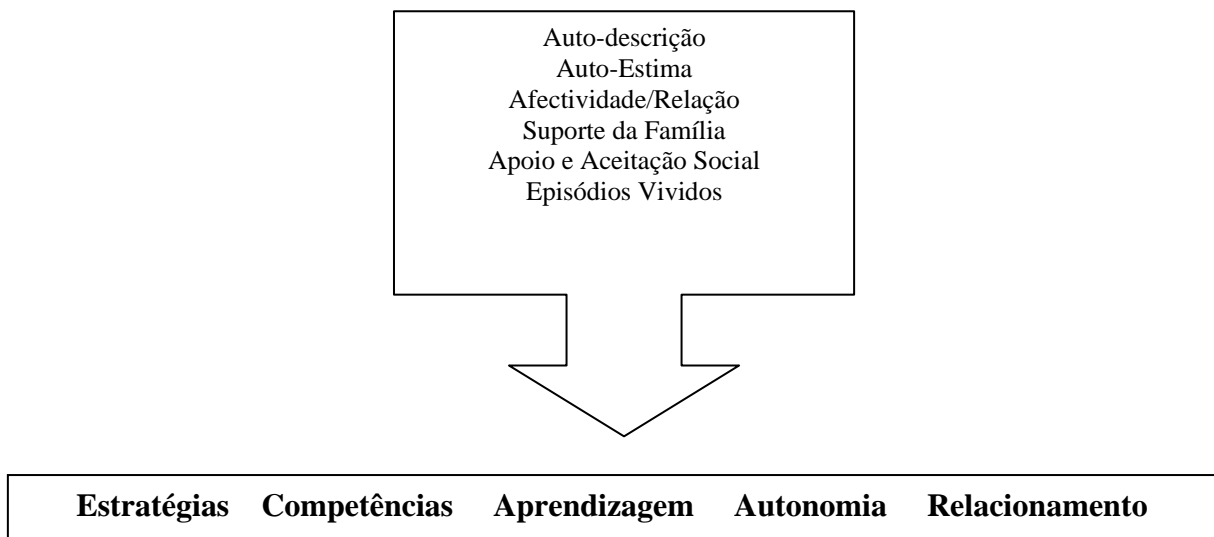 Auto-descrição
Auto-Estima
Afectividade/Relação
Suporte da Família
Apoio e Aceitação Social
Episódios Vividos
Estratégias Competências Aprendizagem Autonomia Relacionamento